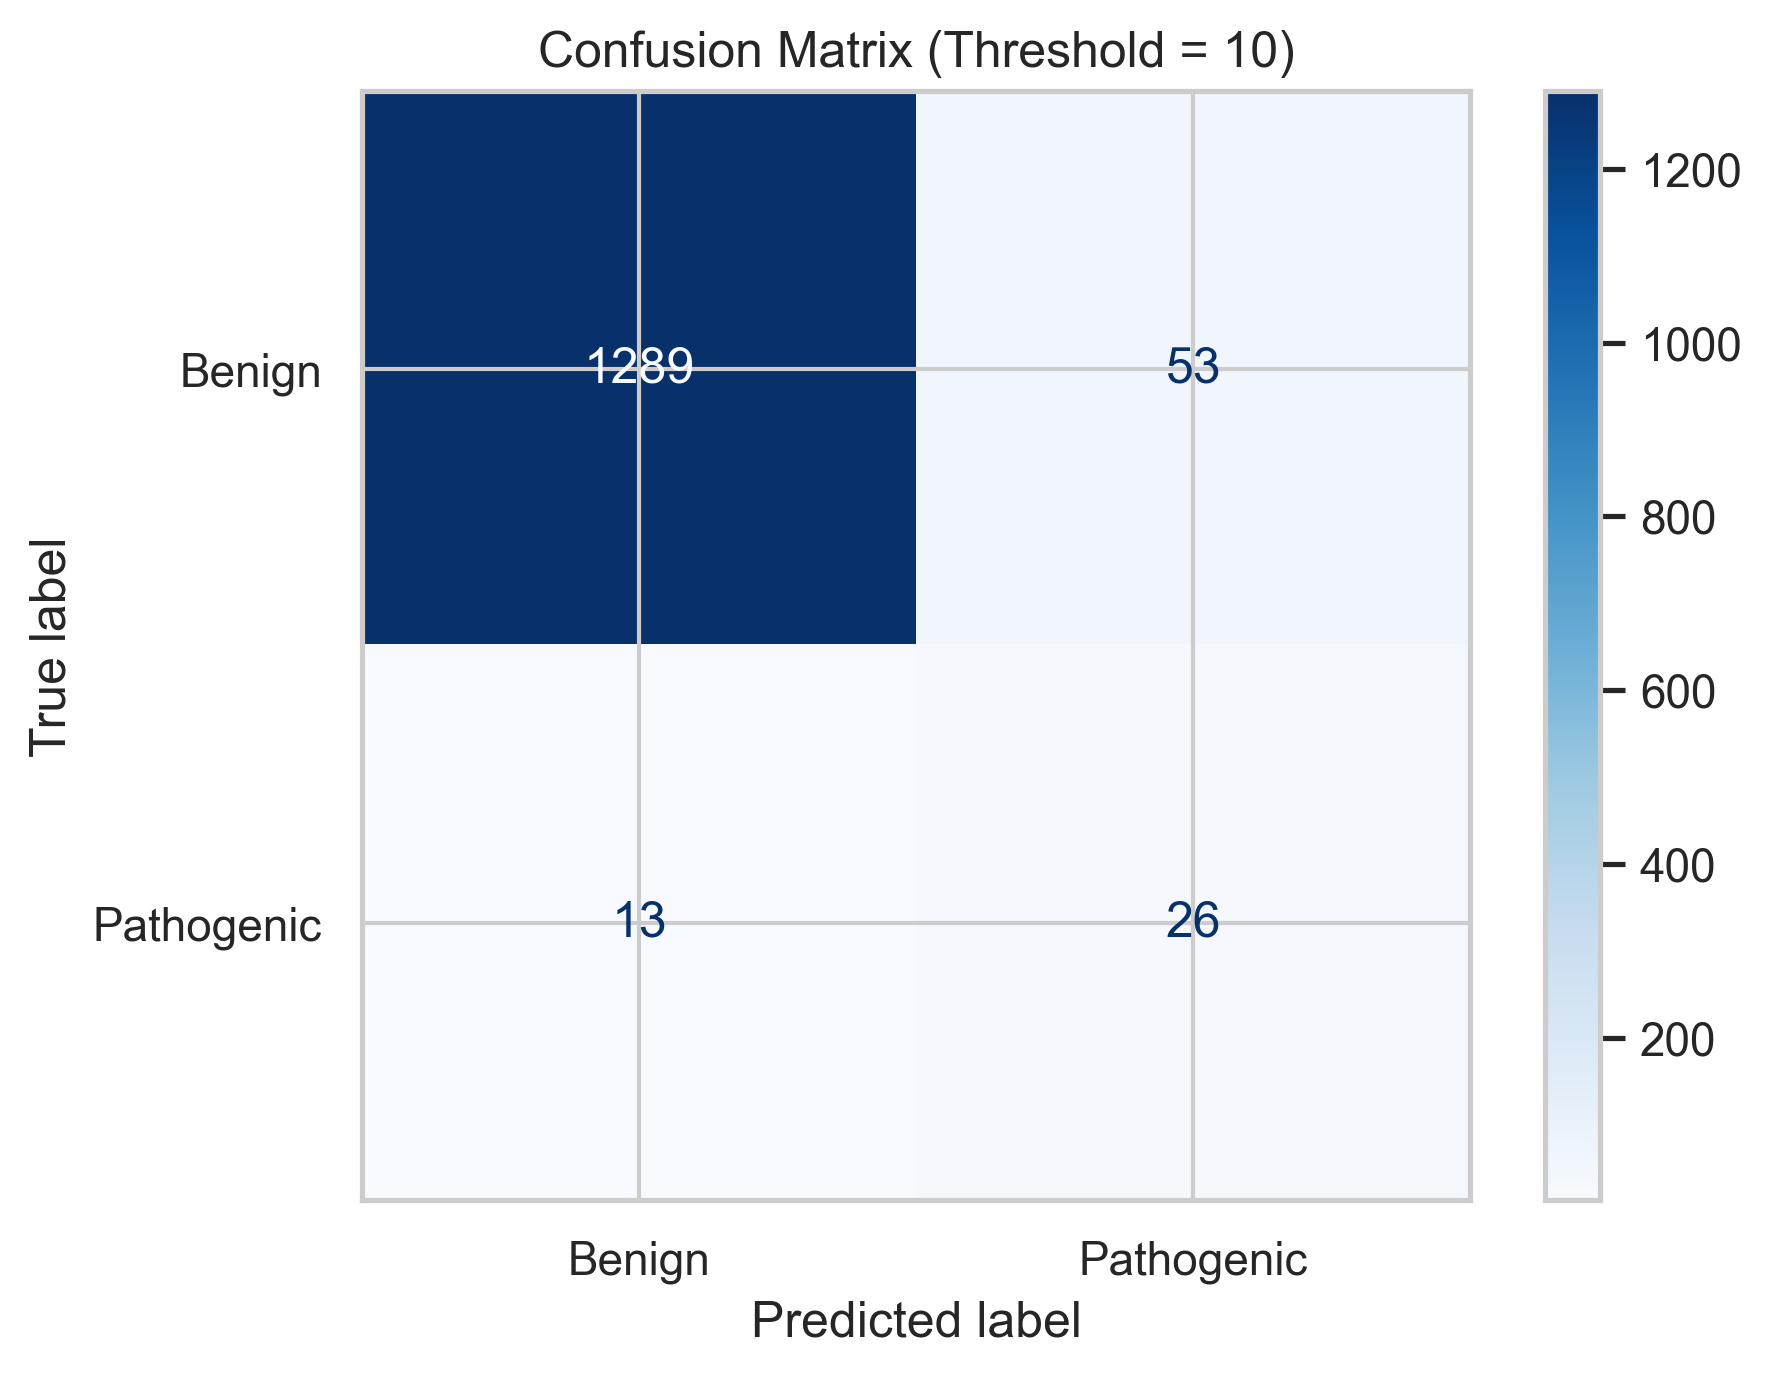 Confusion Matrix (Threshold = 10)
Benign
1289
53
Pathogenic
13
26
True label
Benign
Pathogenic
Predicted label
1200
1000
800
600
400
200